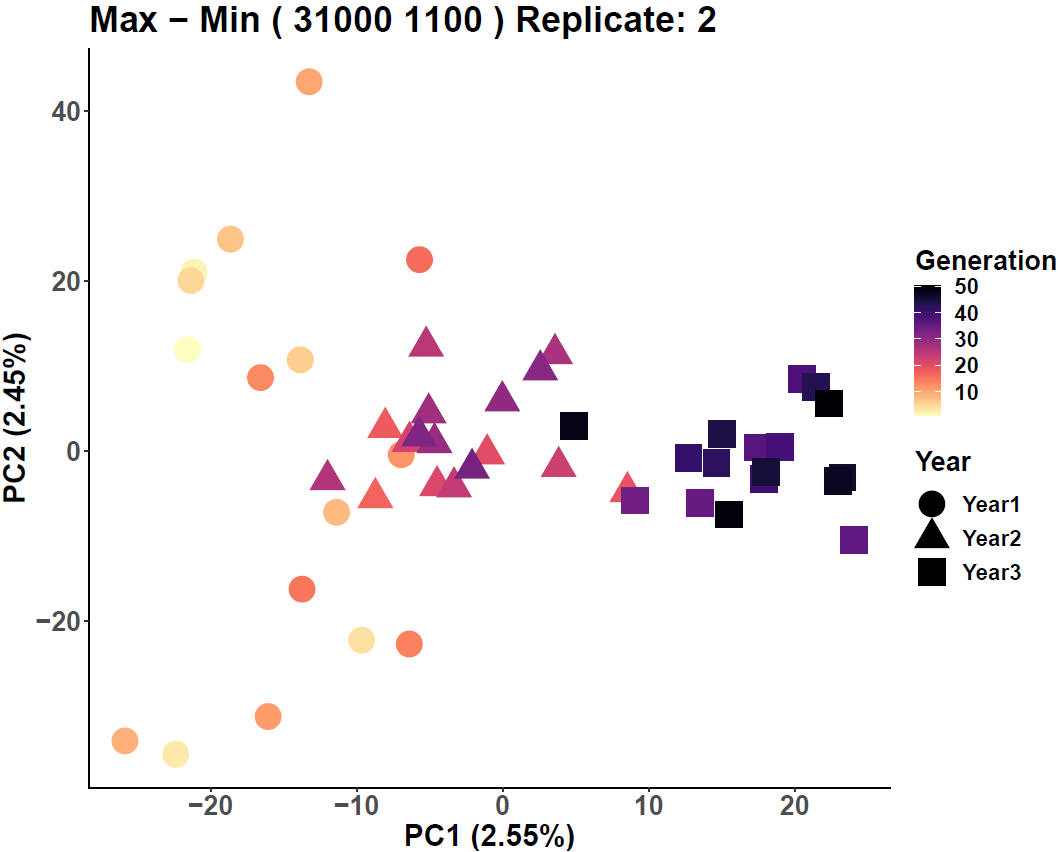 Max − Min ( 31000 1100 ) Replicate: 2
40
20
0
−20
PC2 (2.45%)
−20
−10
0
10
20
PC1 (2.55%)
Generation
50
40
30
20
10
Year
Year1
Year2
Year3